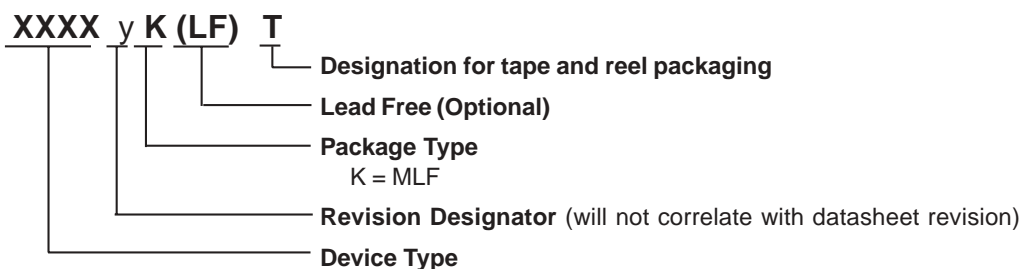 XXXX y K (LF) T
Designation for tape and reel packaging
Lead Free (Optional)
Package Type
K = MLF
Revision Designator (will not correlate with datasheet revision)
Device Type